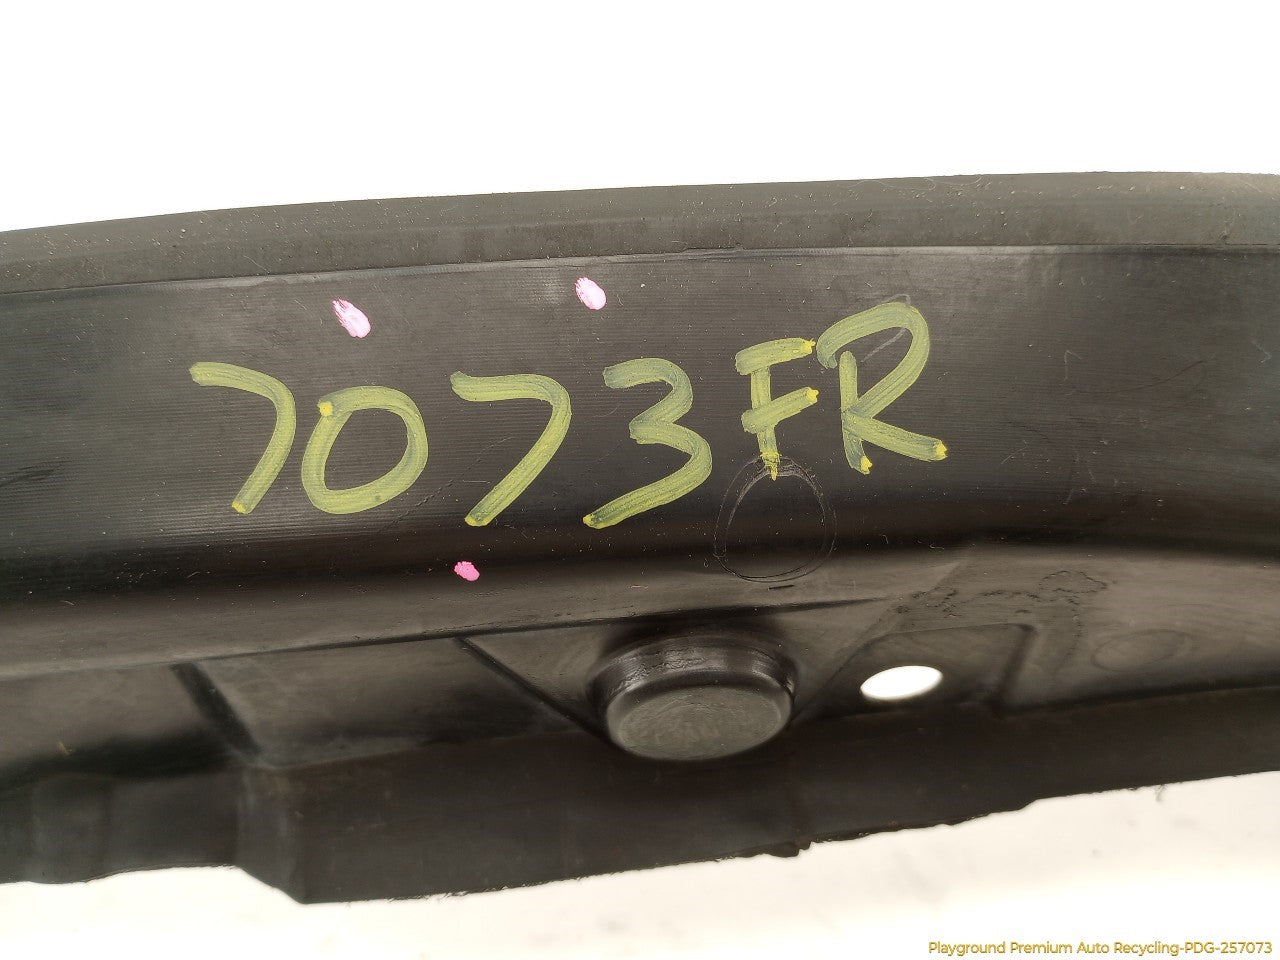 7073FR
Playground Premium Auto Recycling-PDG-257073